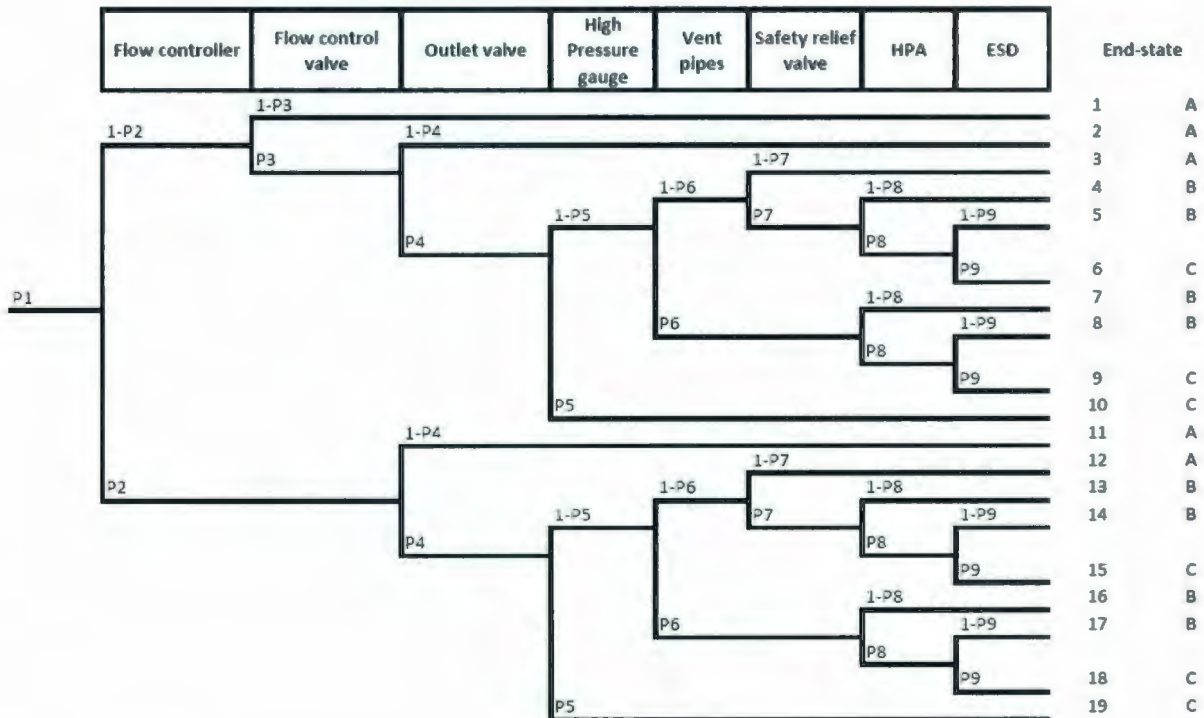 Flow controller
Flow control
valve
Outlet valve
High
Pressure
gauge
Vent
pipes
Safety relief
valve
HPA
ESD
End-state
1-P3
1 A
1-P2
1-P4
2 A
P3
1-P7
3 A
1-P6
1-P8
4 B
1-P5
P7
1-P9
5 B
P4
P8
P9
6 C
P1
1-P8
7 B
P6
1-P9
8 B
P8
P9
9 C
P5
10 C
1-P4
11 A
1-P7
12 A
P2
1-P6
1-P8
13 B
1-P5
P7
1-P9
14 B
P4
P8
P9
15 C
1-P8
16 B
P6
1-P9
17 B
P8
P9
18 C
P5
19 C